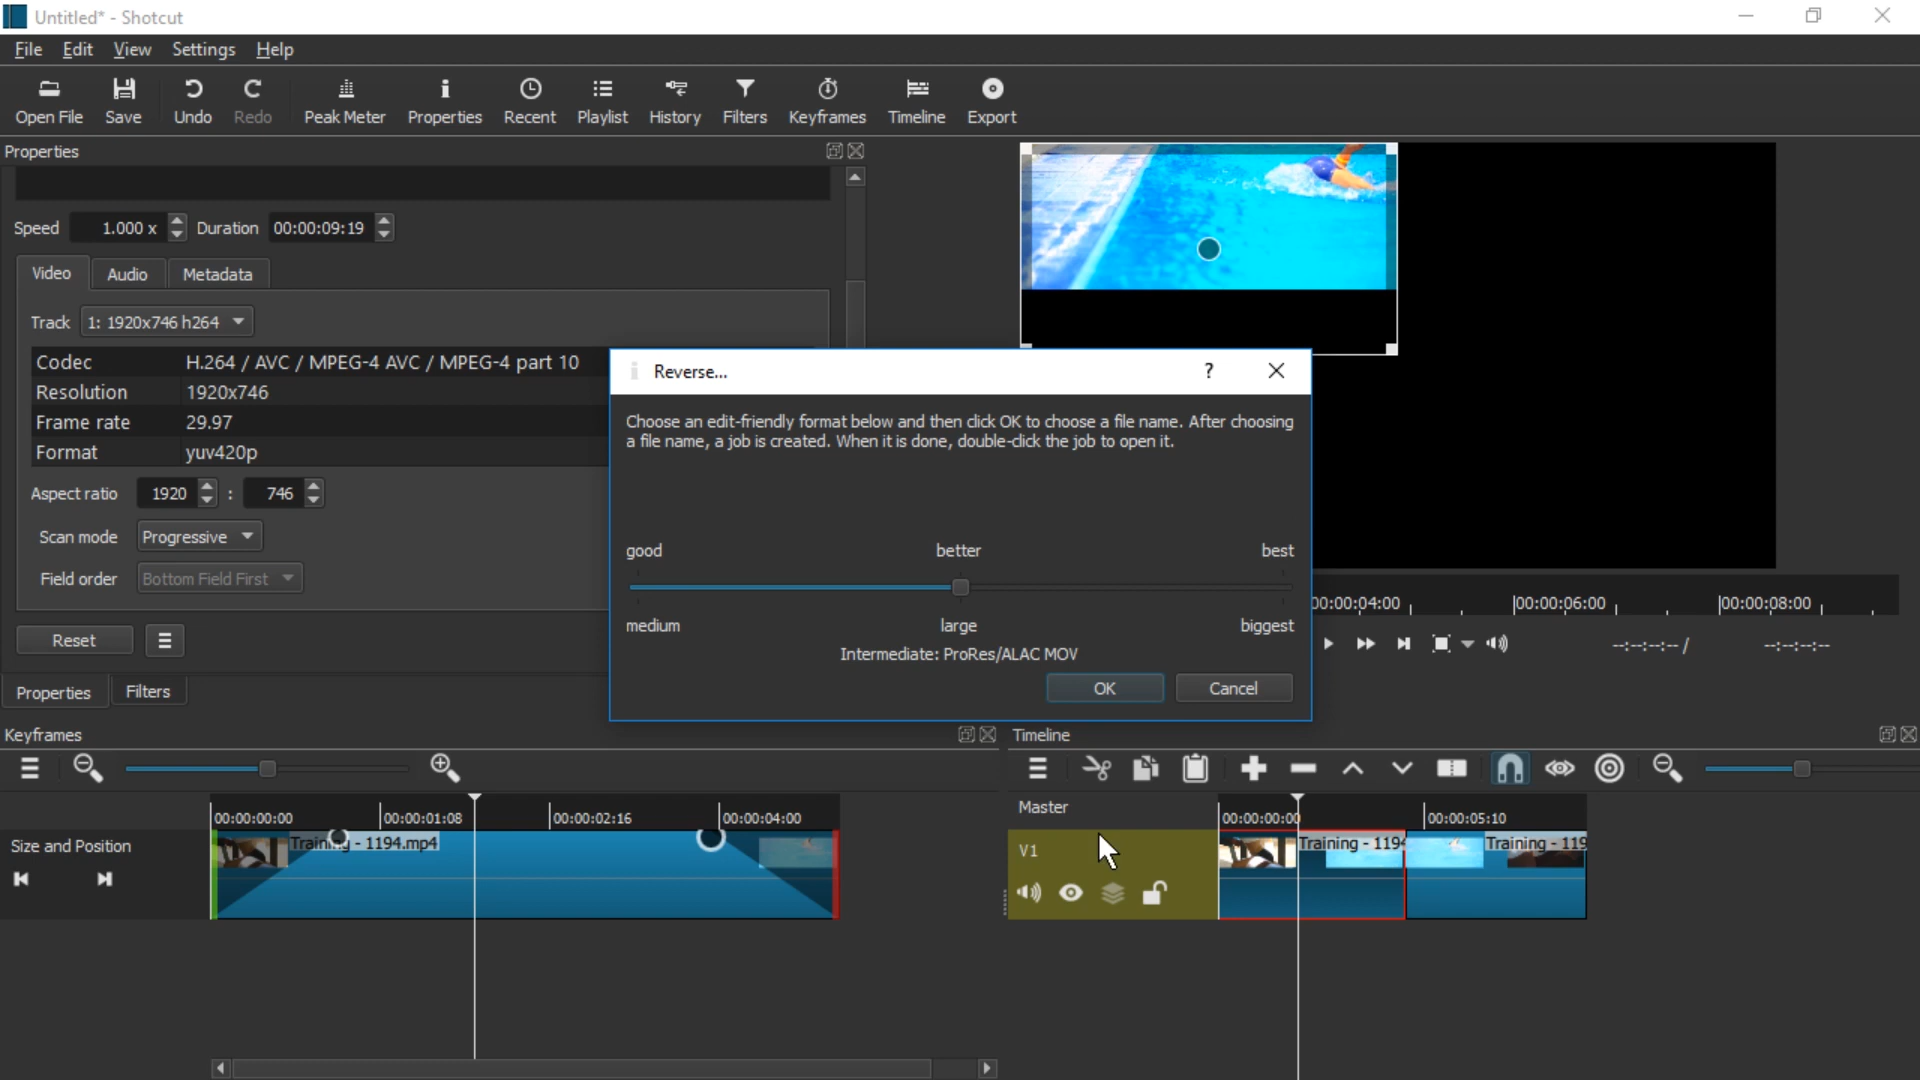 Untitled* - Shotcut
File Edit View Settings Help
Open File Save Undo Redo Peak Meter Properties Recent Playlist History Filters Keyframes Timeline Export
Properties
Speed 1.000 x Duration 00:00:09:19
Video Audio Metadata
Track 1: 1920x746 h264
Codec H.264 / AVC / MPEG-4 AVC / MPEG-4 part 10
Resolution 1920x746
Frame rate 29.97
Format yuv420p
Aspect ratio 1920 : 746
Scan mode Progressive
Field order Bottom Field First
Reset
Properties Filters
Reverse... ?
Choose an edit-friendly format below and then click OK to choose a file name. After choosing
a file name, a job is created. When it is done, double-click the job to open it.
good better best
medium large biggest
Intermediate: ProRes/ALAC MOV
OK Cancel
00:00:04:00 00:00:06:00 00:00:08:00
--:--:--:-- / --:--:--:--
Keyframes
00:00:00:00 00:00:01:08 00:00:02:16 00:00:04:00
Size and Position
Training - 1194.mp4
Timeline
Master
00:00:00:00 00:00:05:10
V1
Training - 1194 Training - 119